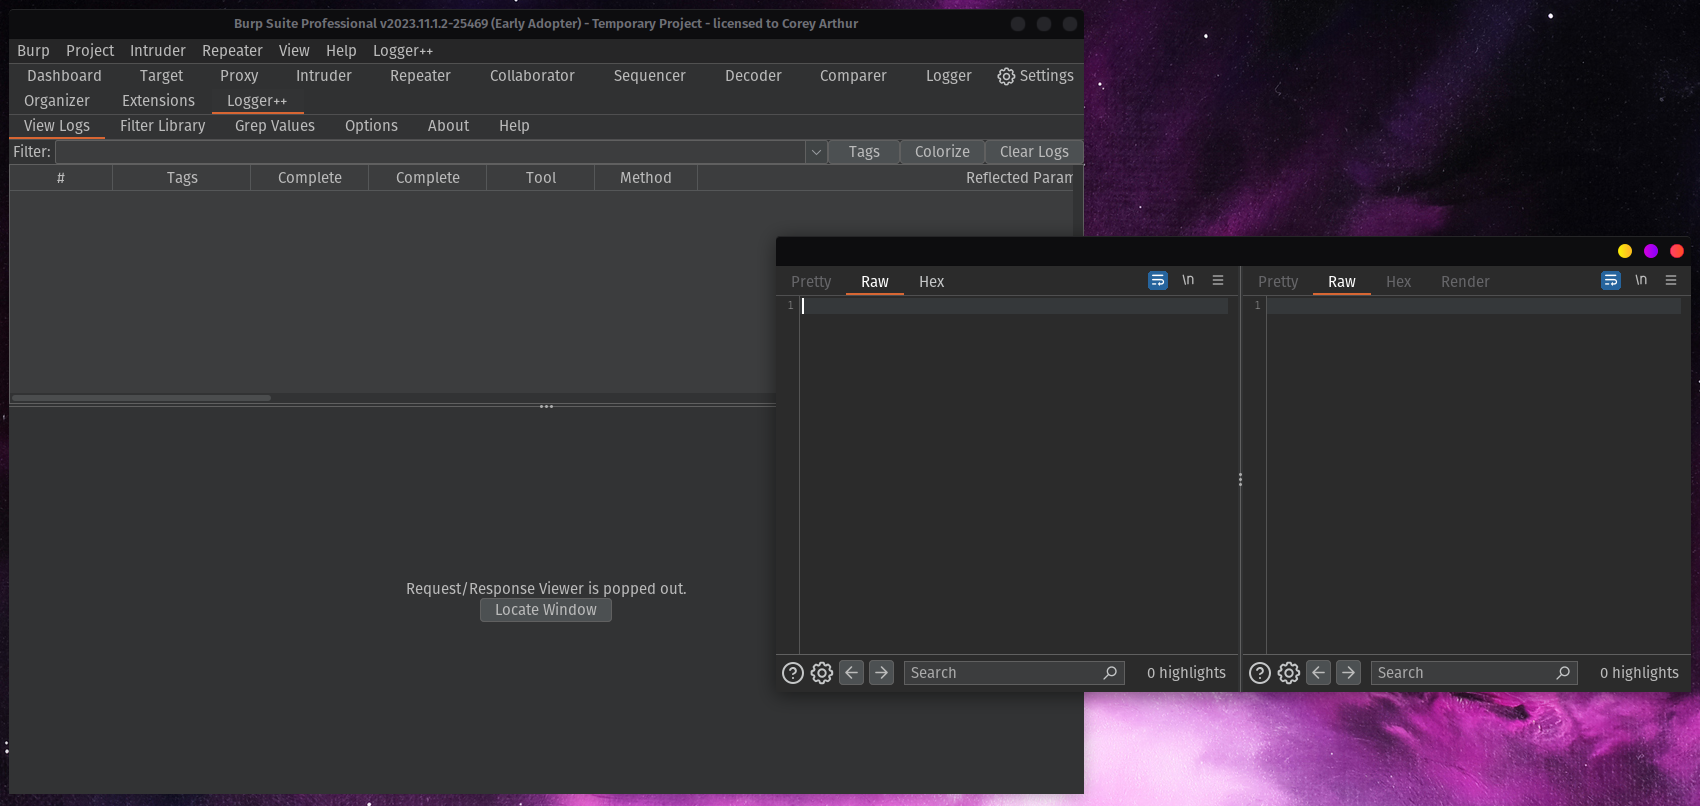 Burp Suite Professional v2023.11.1.2-25469 (Early Adopter) - Temporary Project - licensed to Corey Arthur
Burp Project Intruder Repeater View Help Logger++
Dashboard Target Proxy Intruder Repeater Collaborator Sequencer Decoder Comparer Logger Settings
Organizer Extensions Logger++
View Logs Filter Library Grep Values Options About Help
Filter: Tags Colorize Clear Logs
# Tags Complete Complete Tool Method Reflected Param
Request/Response Viewer is popped out.
Locate Window
Pretty Raw Hex \n
1
Search 0 highlights
Pretty Raw Hex Render \n
1
Search 0 highlights